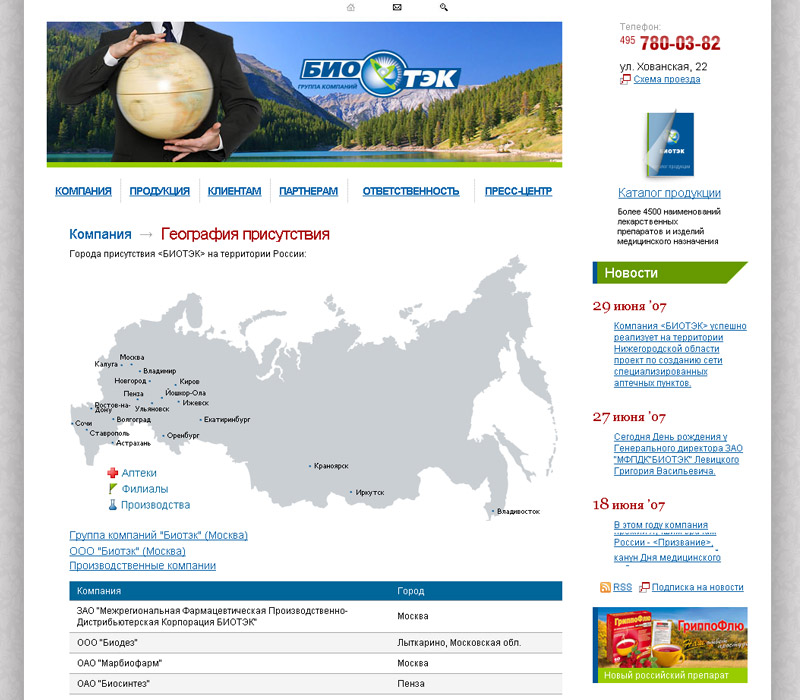 БИОТЭК
ГРУППА КОМПАНИЙ
Телефон:
495 780-03-82
ул. Хованская, 22
Схема проезда
БИОТЭК
Каталог продукции
Более 4500 наименований
лекарственных
препаратов и изделий
медицинского назначения
КОМПАНИЯ ПРОДУКЦИЯ КЛИЕНТАМ ПАРТНЕРАМ ОТВЕТСТВЕННОСТЬ ПРЕСС-ЦЕНТР
Компания → География присутствия
Города присутствия <БИОТЭК> на территории России:
Москва
Калуга
Владимир
Новгород
Киров
Пенза
Йошкор-Ола
Ростов-на-
Дону
Ульяновск
Ижевск
Сочи
Волгоград
Екатиринбург
Ставрополь
Оренбург
Астрахань
Краноярск
Иркутск
Владивосток
Аптеки
Филиалы
Производства
Группа компаний "Биотэк" (Москва)
ООО "Биотэк" (Москва)
Производственные компании
Компания Город
ЗАО "Межрегиональная Фармацевтическая Производственно-
Дистрибьютерская Корпорация БИОТЭК" Москва
ООО "Биодез" Лыткарино, Московская обл.
ОАО "Марбиофарм" Москва
ОАО "Биосинтез" Пенза
Новости
29 июня '07
Компания <БИОТЭК> успешно
реализует на территории
Нижегородской области
проект по созданию сети
специализированных
аптечных пунктов.
27 июня '07
Сегодня День рождения у
Генерального директора ЗАО
"МФПДК"БИОТЭК" Левицкого
Григория Васильевича.
18 июня '07
В этом году компания
России - <Призвание>,
канун Дня медицинского
RSS Подписка на новости
ГриппоФлю
Новый российский препарат